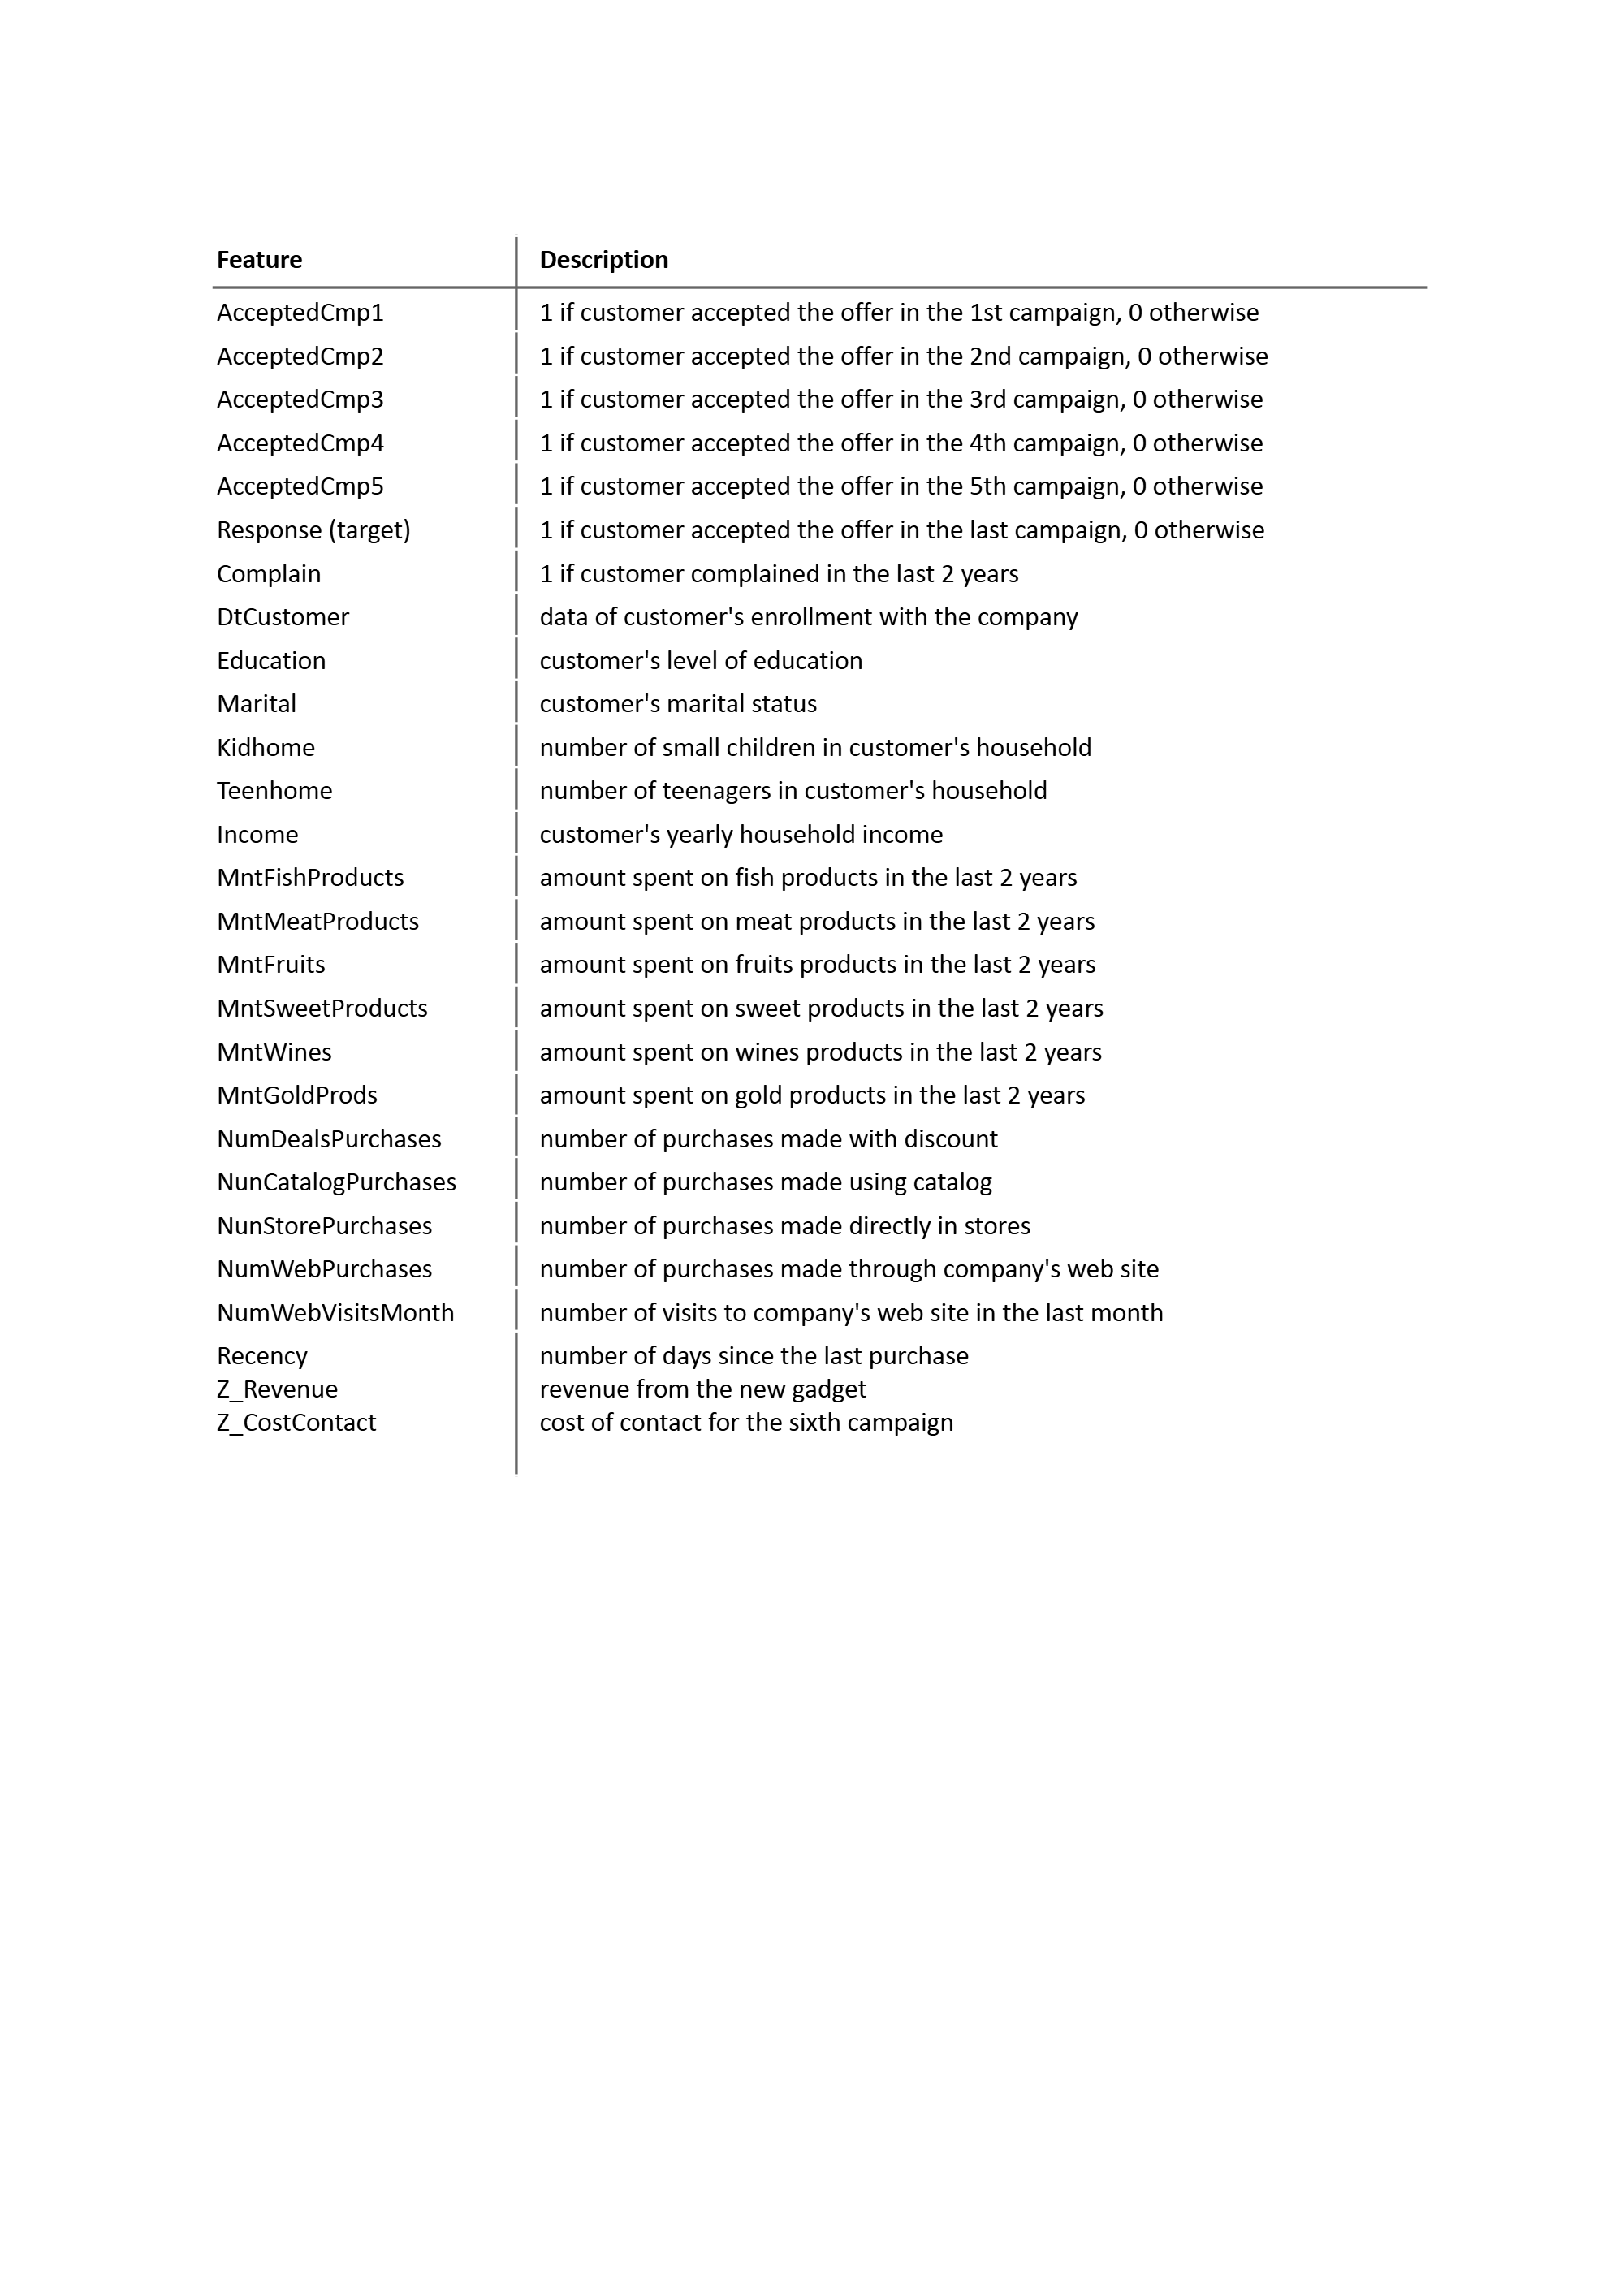 Feature Description
AcceptedCmp1 1 if customer accepted the offer in the 1st campaign, 0 otherwise
AcceptedCmp2 1 if customer accepted the offer in the 2nd campaign, 0 otherwise
AcceptedCmp3 1 if customer accepted the offer in the 3rd campaign, 0 otherwise
AcceptedCmp4 1 if customer accepted the offer in the 4th campaign, 0 otherwise
AcceptedCmp5 1 if customer accepted the offer in the 5th campaign, 0 otherwise
Response (target) 1 if customer accepted the offer in the last campaign, 0 otherwise
Complain 1 if customer complained in the last 2 years
DtCustomer data of customer's enrollment with the company
Education customer's level of education
Marital customer's marital status
Kidhome number of small children in customer's household
Teenhome number of teenagers in customer's household
Income customer's yearly household income
MntFishProducts amount spent on fish products in the last 2 years
MntMeatProducts amount spent on meat products in the last 2 years
MntFruits amount spent on fruits products in the last 2 years
MntSweetProducts amount spent on sweet products in the last 2 years
MntWines amount spent on wines products in the last 2 years
MntGoldProds amount spent on gold products in the last 2 years
NumDealsPurchases number of purchases made with discount
NunCatalogPurchases number of purchases made using catalog
NunStorePurchases number of purchases made directly in stores
NumWebPurchases number of purchases made through company's web site
NumWebVisitsMonth number of visits to company's web site in the last month
Recency number of days since the last purchase
Z_Revenue revenue from the new gadget
Z_CostContact cost of contact for the sixth campaign